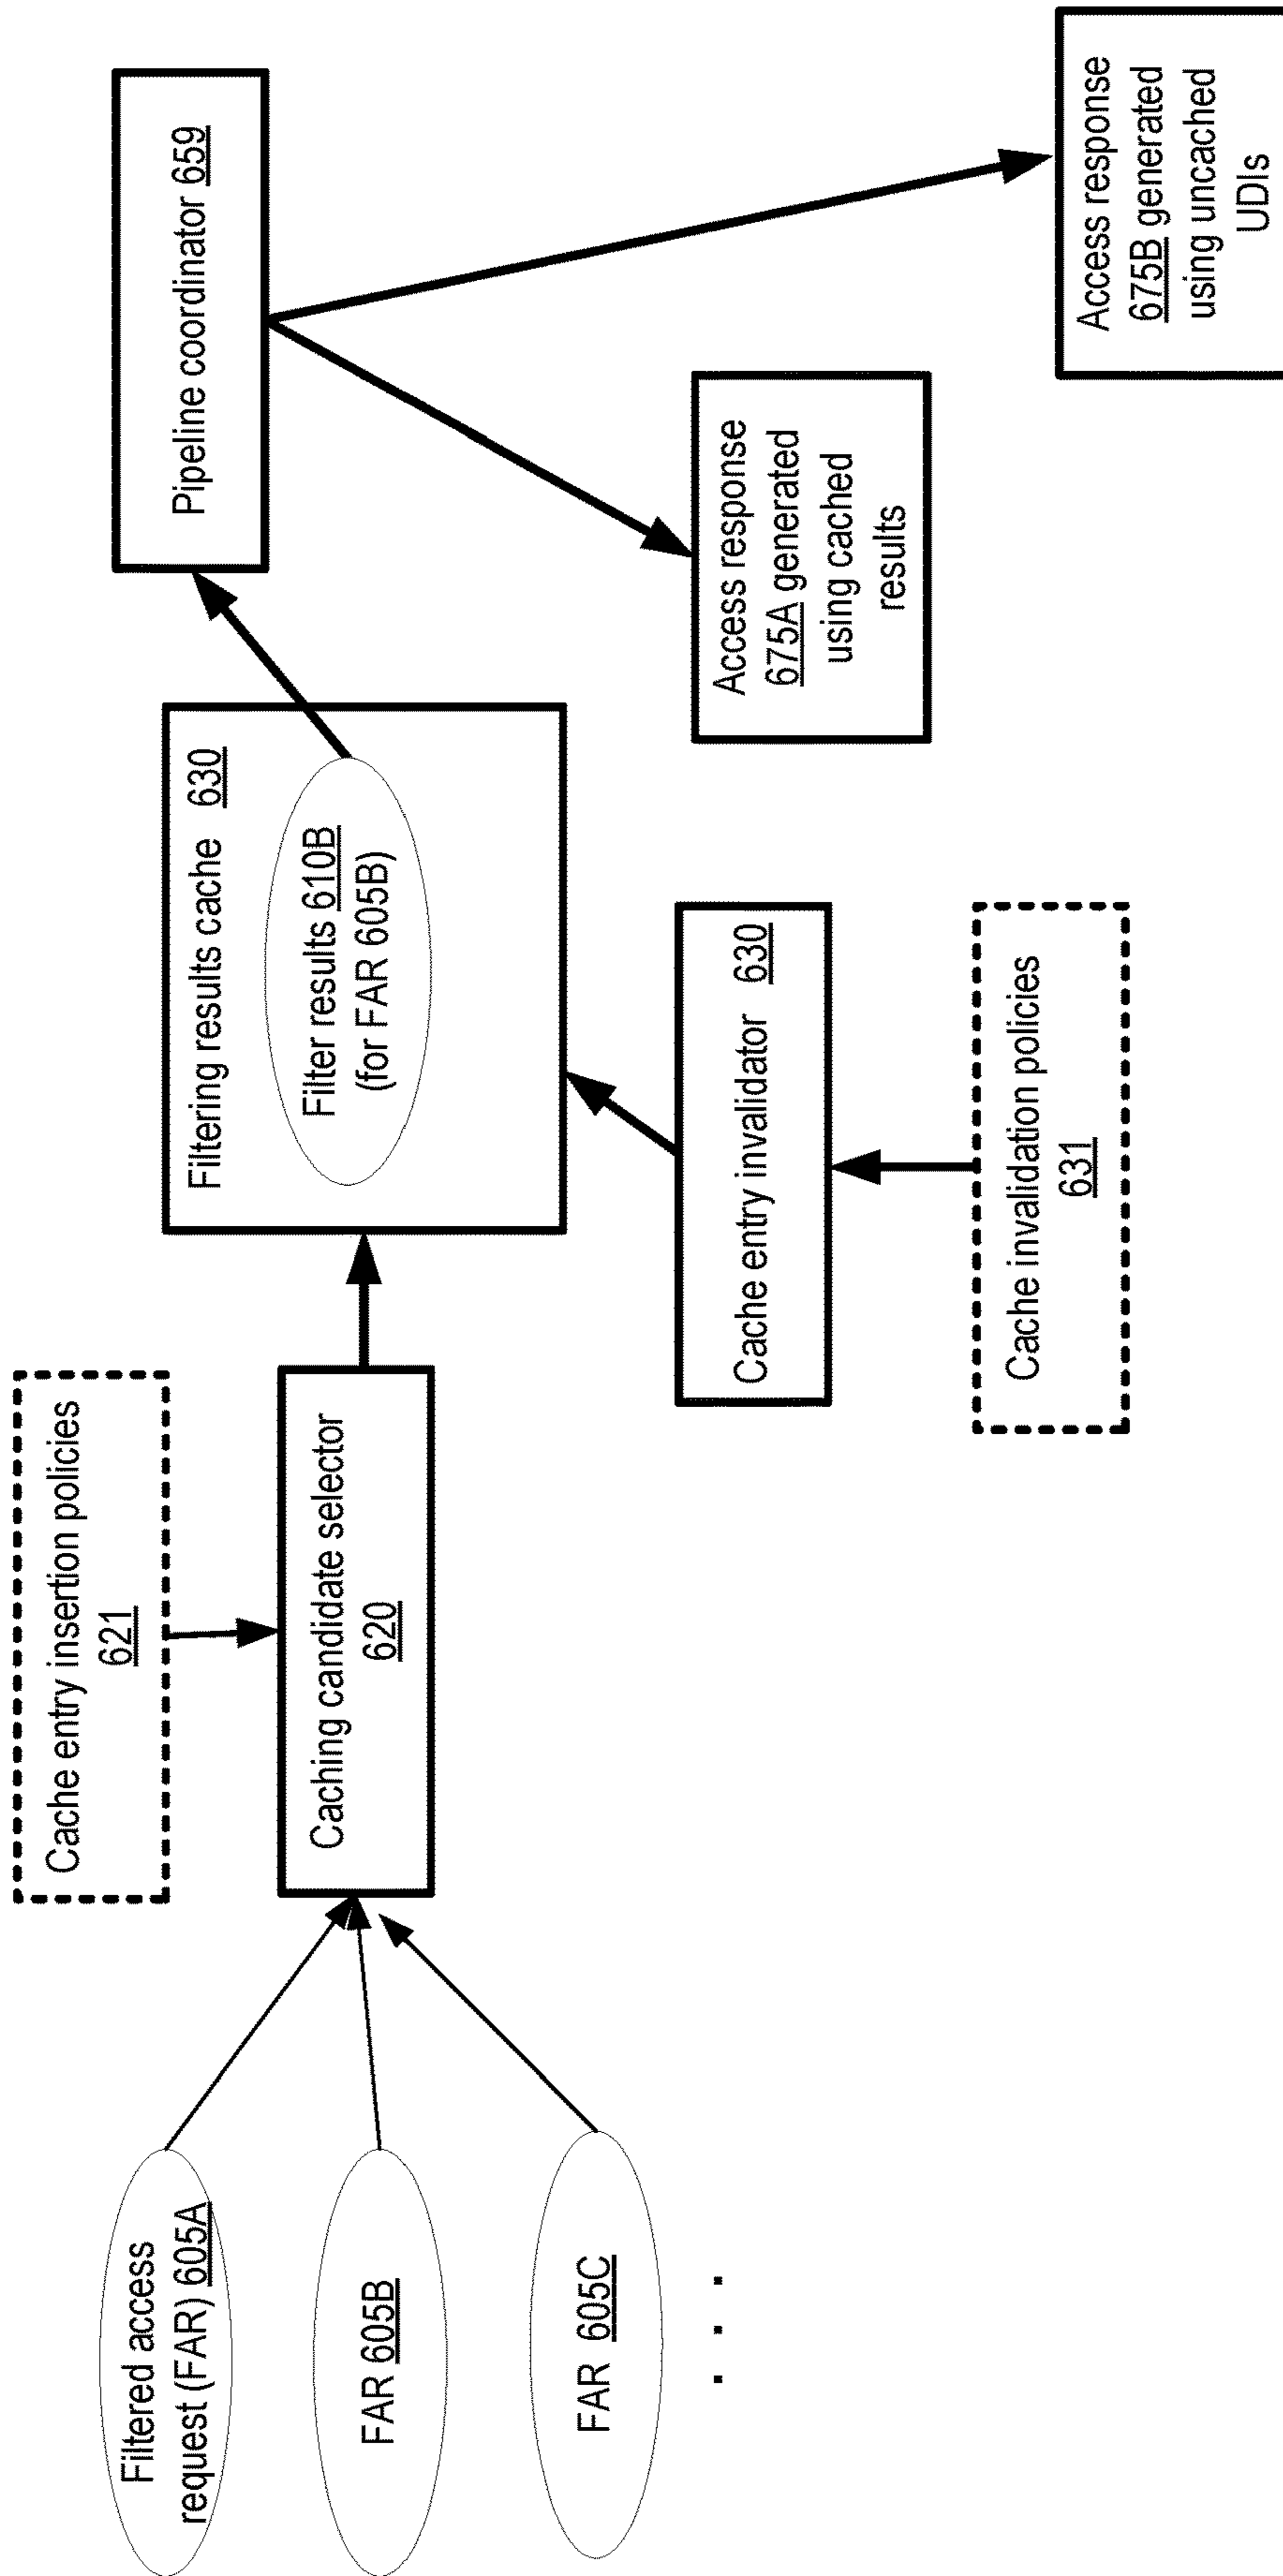 Cache entry insertion policies
621
Filtered access
request (FAR) 605A
FAR 605B
FAR 605C
. . .
Caching candidate selector
620
Filtering results cache 630
Filter results 610B
(for FAR 605B)
Cache entry invalidator 630
Cache invalidation policies
631
Pipeline coordinator 659
Access response
675A generated
using cached
results
Access response
675B generated
using uncached
UDIs